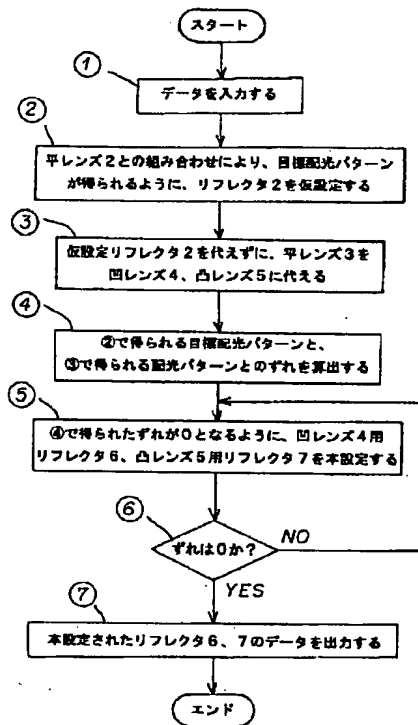 スタート
①
データを入力する
②
平レンズ2との組み合わせにより、目標配光パターン
が得られるように、リフレクタ2を仮設定する
③
仮設定リフレクタ2を代えずに、平レンズ3を
凹レンズ4、凸レンズ5に代える
④
②で得られる目標配光パターンと、
③で得られる配光パターンとのずれを算出する
⑤
④で得られたずれが0となるように、凹レンズ4用
リフレクタ6、凸レンズ5用リフレクタ7を本設定する
⑥
ずれは0か?
NO
YES
⑦
本設定されたリフレクタ6、7のデータを出力する
エンド